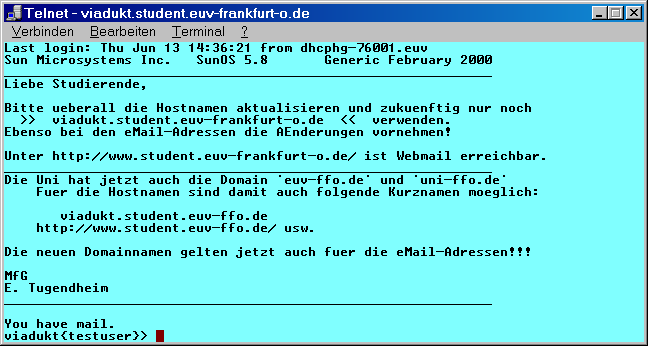 Telnet - viadukt.student.euv-frankfurt-o.de
Verbinden Bearbeiten Terminal ?
Last login: Thu Jun 13 14:36:21 from dhcphg-76001.euv
Sun Microsystems Inc.   SunOS 5.8       Generic February 2000
Liebe Studierende,
Bitte ueberall die Hostnamen aktualisieren und zukuenftig nur noch
>>  viadukt.student.euv-frankfurt-o.de  <<  verwenden.
Ebenso bei den eMail-Adressen die AEnderungen vornehmen!
Unter http://www.student.euv-frankfurt-o.de/ ist Webmail erreichbar.
Die Uni hat jetzt auch die Domain 'euv-ffo.de' und 'uni-ffo.de'
Fuer die Hostnamen sind damit auch folgende Kurznamen moeglich:
viadukt.student.euv-ffo.de
http://www.student.euv-ffo.de/ usw.
Die neuen Domainnamen gelten jetzt auch fuer die eMail-Adressen!!!
MfG
E. Tugendheim
You have mail.
viadukt{testuser}>